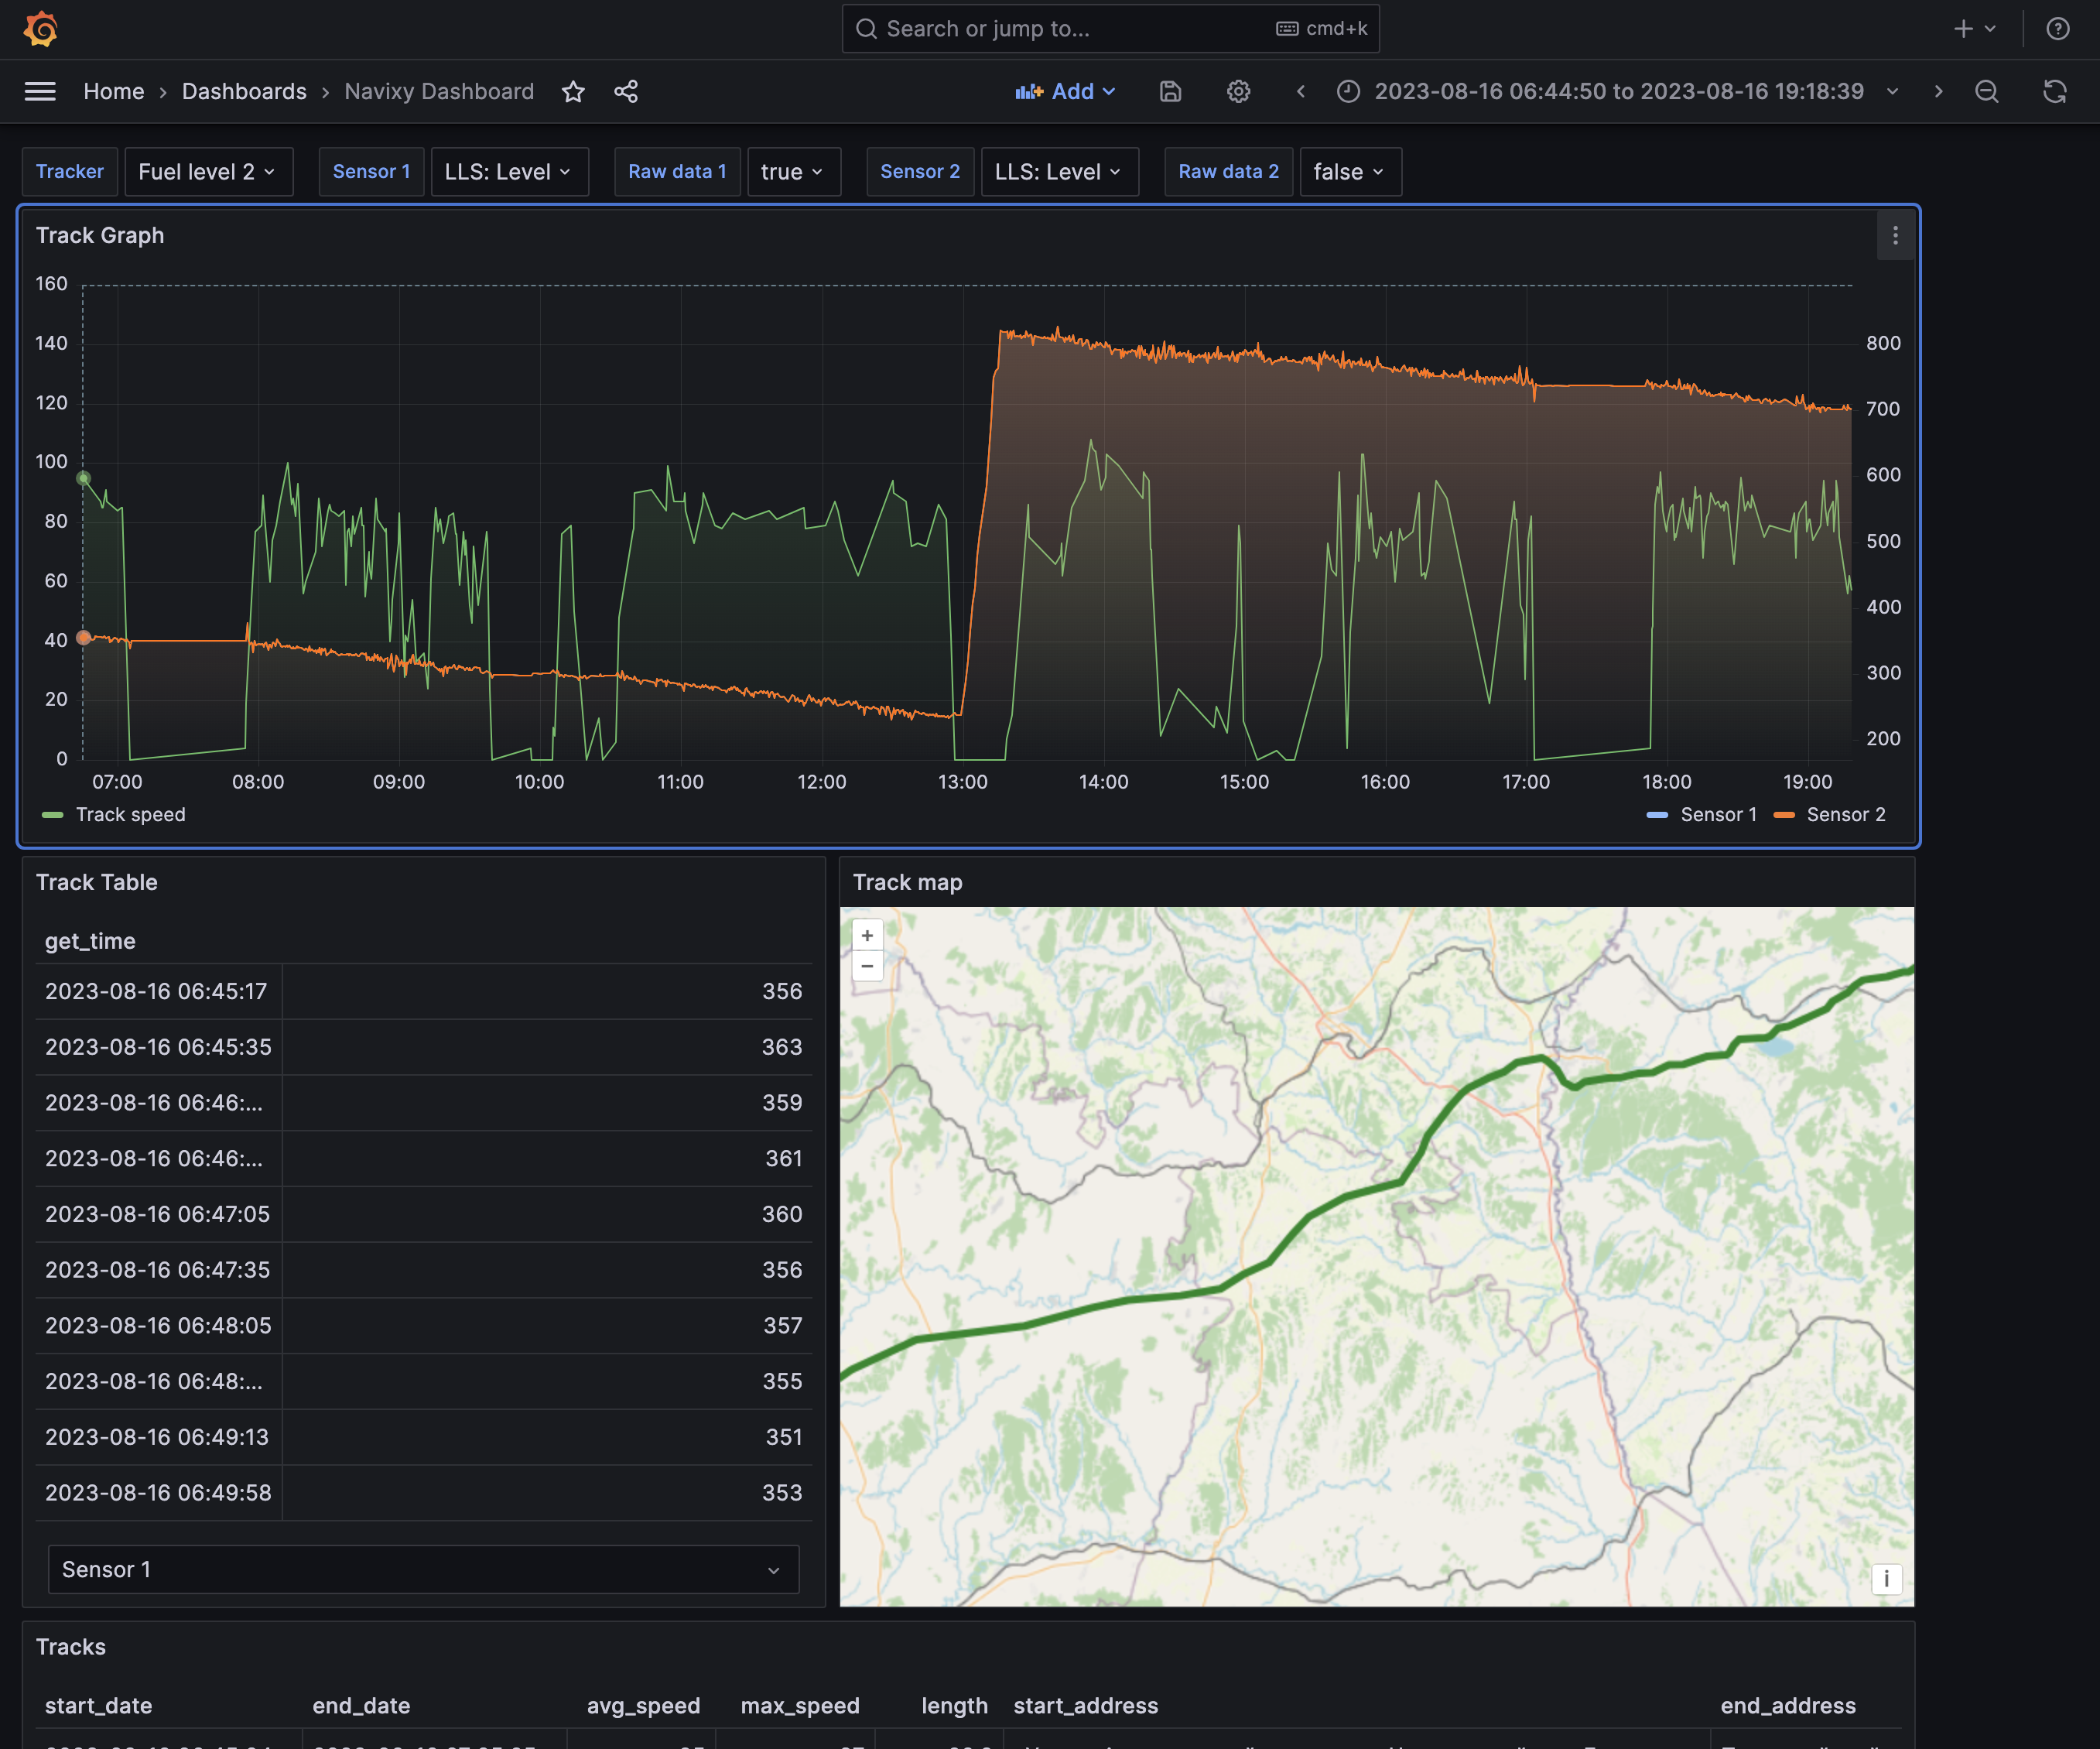 Search or jump to... cmd+k
Home › Dashboards › Navixy Dashboard Add 2023-08-16 06:44:50 to 2023-08-16 19:18:39
Tracker Fuel level 2 Sensor 1 LLS: Level Raw data 1 true Sensor 2 LLS: Level Raw data 2 false
Track Graph
160
140 800
120 700
100 600
80 500
60 400
40 300
20 200
0
07:00 08:00 09:00 10:00 11:00 12:00 13:00 14:00 15:00 16:00 17:00 18:00 19:00
Track speed Sensor 1 Sensor 2
Track Table
get_time
2023-08-16 06:45:17 356
2023-08-16 06:45:35 363
2023-08-16 06:46:... 359
2023-08-16 06:46:... 361
2023-08-16 06:47:05 360
2023-08-16 06:47:35 356
2023-08-16 06:48:05 357
2023-08-16 06:48:... 355
2023-08-16 06:49:13 351
2023-08-16 06:49:58 353
Sensor 1
Track map
+
−
i
Tracks
start_date end_date avg_speed max_speed length start_address end_address